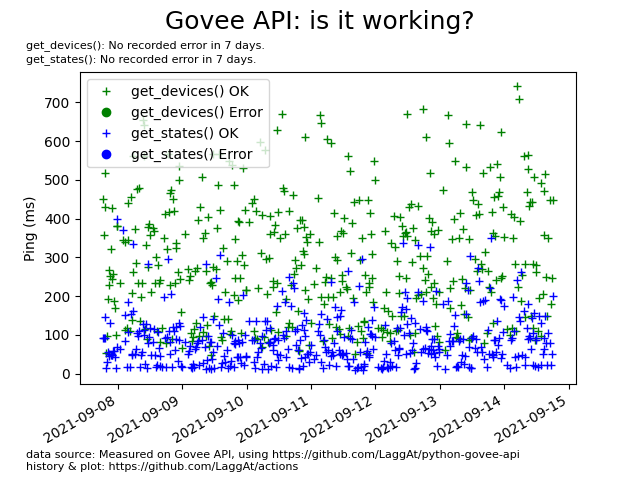 Govee API: is it working?
get_devices(): No recorded error in 7 days.
get_states(): No recorded error in 7 days.
get_devices() OK
get_devices() Error
get_states() OK
get_states() Error
Ping (ms)
700
600
500
400
300
200
100
0
2021-09-08
2021-09-09
2021-09-10
2021-09-11
2021-09-12
2021-09-13
2021-09-14
2021-09-15
data source: Measured on Govee API, using https://github.com/LaggAt/python-govee-api
history & plot: https://github.com/LaggAt/actions